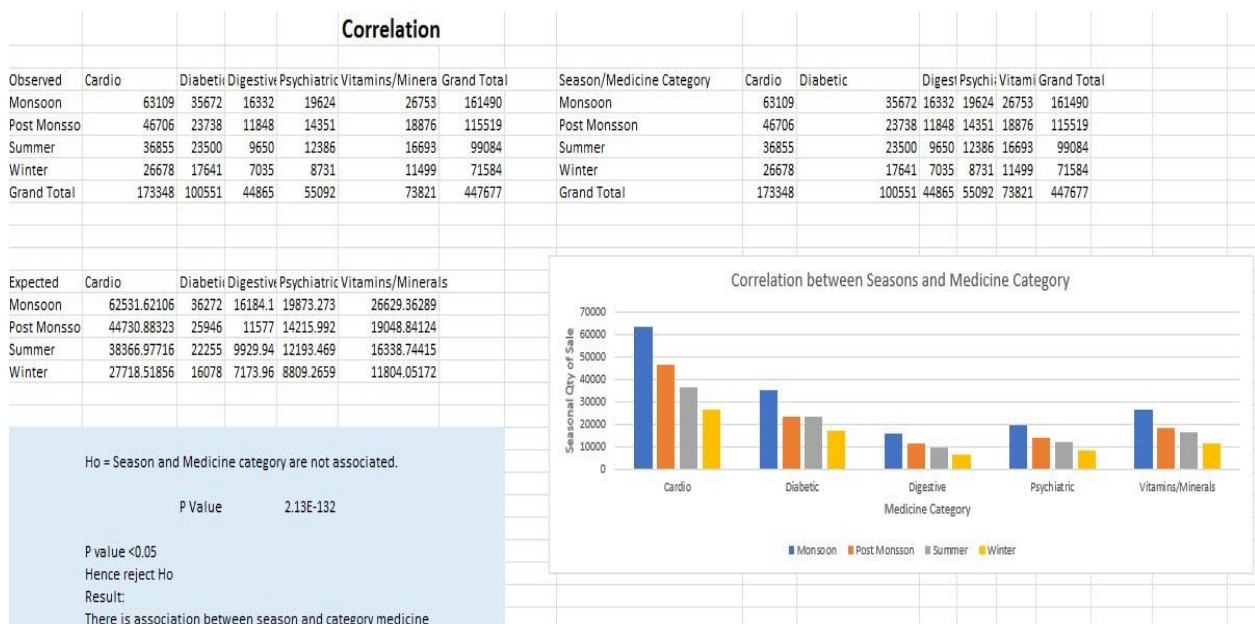 Correlation
Observed Cardio Diabeti Digestive Psychiatric Vitamins/Minera Grand Total
Monsoon 63109 35672 16332 19624 26753 161490
Post Monsso 46706 23738 11848 14351 18876 115519
Summer 36855 23500 9650 12386 16693 99084
Winter 26678 17641 7035 8731 11499 71584
Grand Total 173348 100551 44865 55092 73821 447677
Season/Medicine Category Cardio Diabetic Digest Psychi Vitami Grand Total
Monsoon 63109 35672 16332 19624 26753 161490
Post Monsson 46706 23738 11848 14351 18876 115519
Summer 36855 23500 9650 12386 16693 99084
Winter 26678 17641 7035 8731 11499 71584
Grand Total 173348 100551 44865 55092 73821 447677
Expected Cardio Diabeti Digestive Psychiatric Vitamins/Minerals
Monsoon 62531.62106 36272 16184.1 19873.273 26629.36289
Post Monsso 44730.88323 25946 11577 14215.992 19048.84124
Summer 38366.97716 22255 9929.94 12193.469 16338.74415
Winter 27718.51856 16078 7173.96 8809.2659 11804.05172
Ho = Season and Medicine category are not associated.
P Value 2.13E-132
P value <0.05
Hence reject Ho
Result:
There is association between season and category medicine
Correlation between Seasons and Medicine Category
Seasonal Qty of Sale
70000
60000
50000
40000
30000
20000
10000
0
Cardio Diabetic Digestive Psychiatric Vitamins/Minerals
Medicine Category
Monsoon Post Monsson Summer Winter